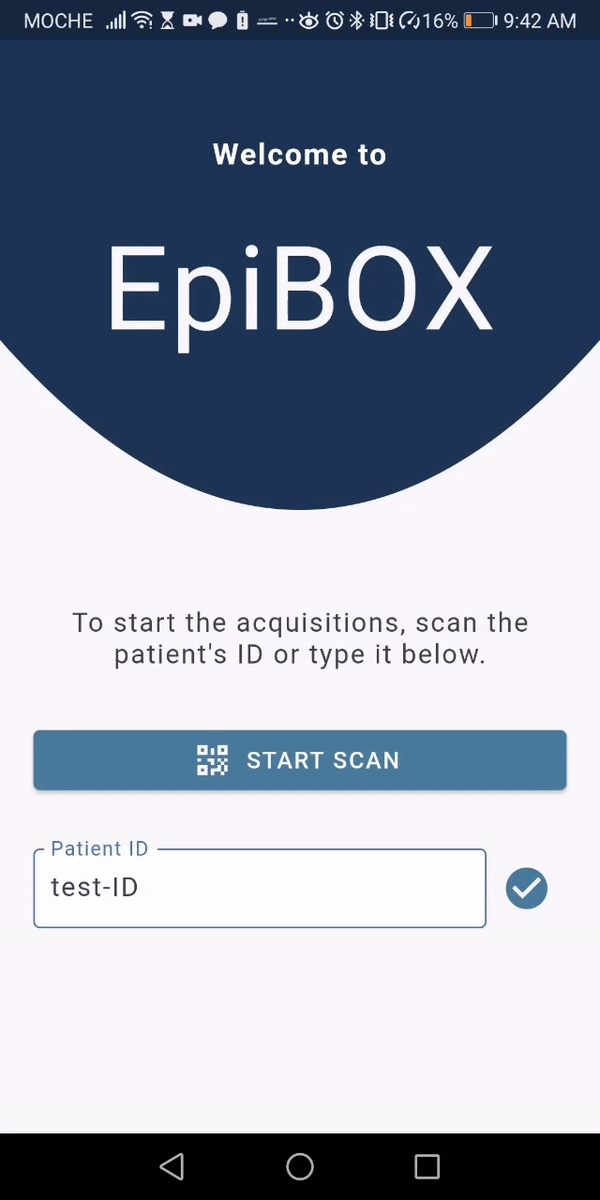 MOCHE 16% 9:42 AM
Welcome to
EpiBOX
To start the acquisitions, scan the
patient's ID or type it below.
START SCAN
Patient ID
test-ID